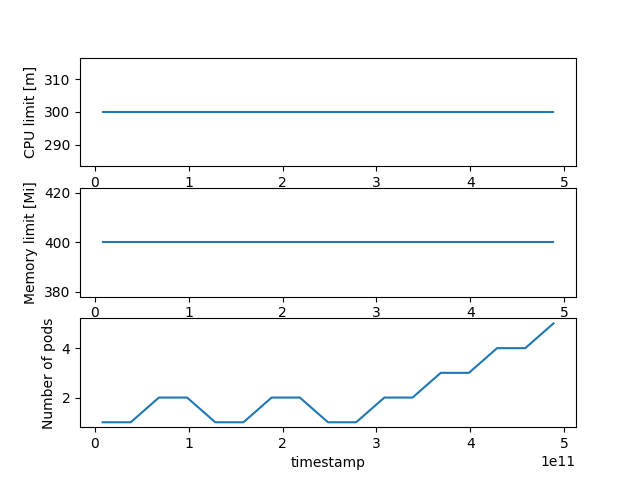 CPU limit [m]
310
300
290
0 1 2 3 4 5
Memory limit [Mi]
420
400
380
0 1 2 3 4 5
Number of pods
4
2
0 1 2 3 4 5
timestamp
1e11